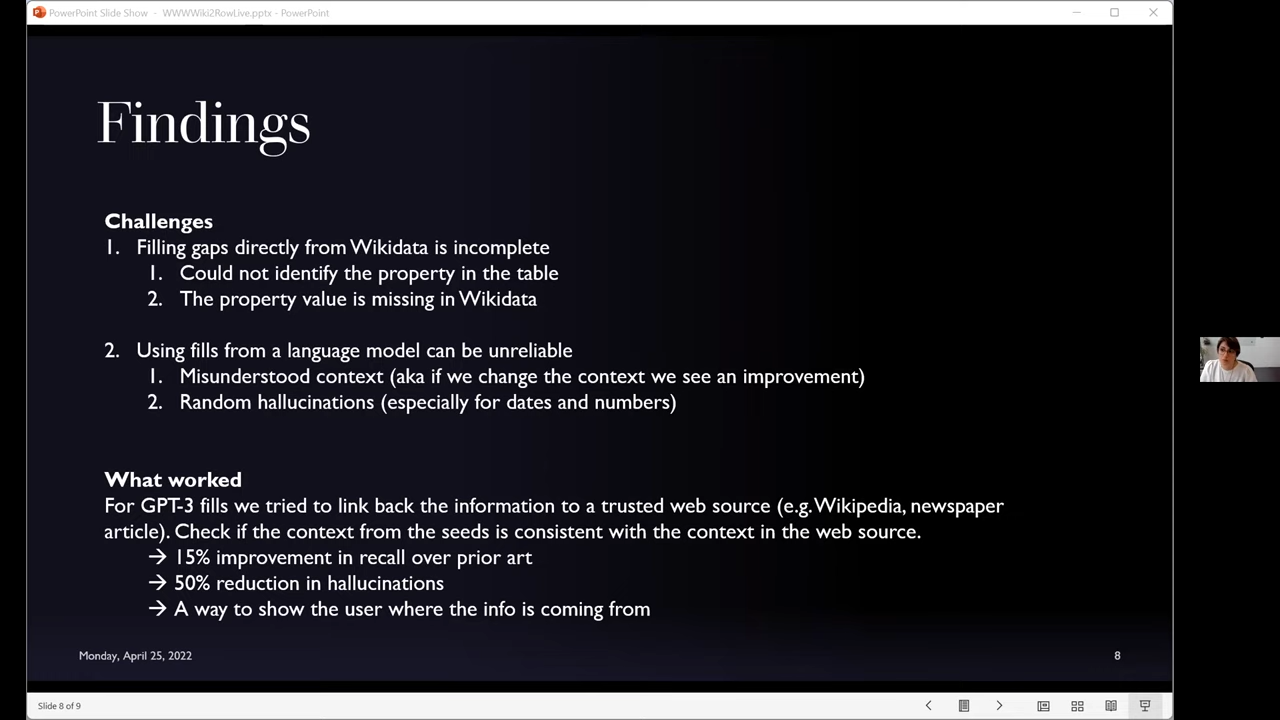 PowerPoint Slide Show - WWWWiki2RowLive.pptx - PowerPoint
Findings
Challenges
1. Filling gaps directly from Wikidata is incomplete
1. Could not identify the property in the table
2. The property value is missing in Wikidata
2. Using fills from a language model can be unreliable
1. Misunderstood context (aka if we change the context we see an improvement)
2. Random hallucinations (especially for dates and numbers)
What worked
For GPT-3 fills we tried to link back the information to a trusted web source (e.g. Wikipedia, newspaper
article). Check if the context from the seeds is consistent with the context in the web source.
→ 15% improvement in recall over prior art
→ 50% reduction in hallucinations
→ A way to show the user where the info is coming from
Monday, April 25, 2022
8
Slide 8 of 9